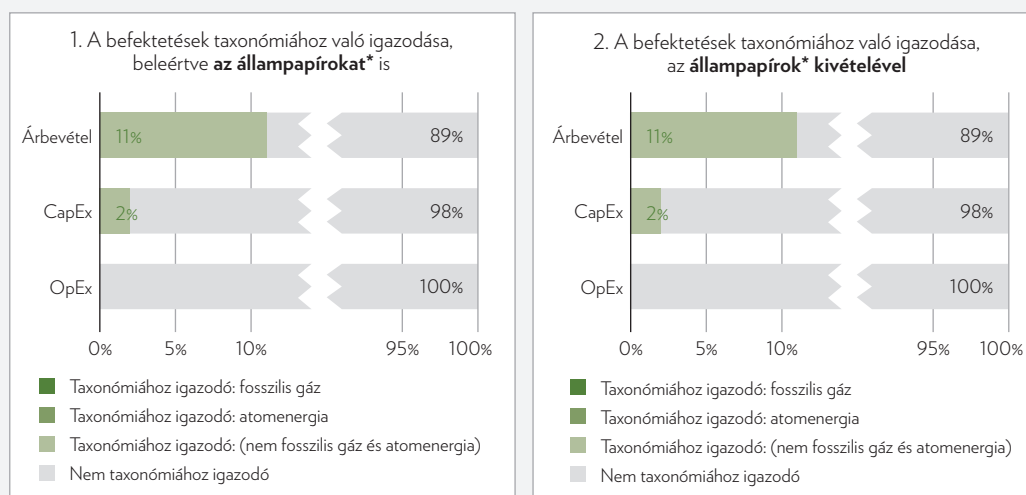 1. A befektetések taxonómiához való igazodása,
beleértve az állampapírokat* is
Árbevétel
11%
89%
CapEx
2%
98%
OpEx
100%
0%
5%
10%
95%
100%
Taxonómiához igazodó: fosszilis gáz
Taxonómiához igazodó: atomenergia
Taxonómiához igazodó: (nem fosszilis gáz és atomenergia)
Nem taxonómiához igazodó
2. A befektetések taxonómiához való igazodása,
az állampapírok* kivételével
Árbevétel
11%
89%
CapEx
2%
98%
OpEx
100%
0%
5%
10%
95%
100%
Taxonómiához igazodó: fosszilis gáz
Taxonómiához igazodó: atomenergia
Taxonómiához igazodó: (nem fosszilis gáz és atomenergia)
Nem taxonómiához igazodó